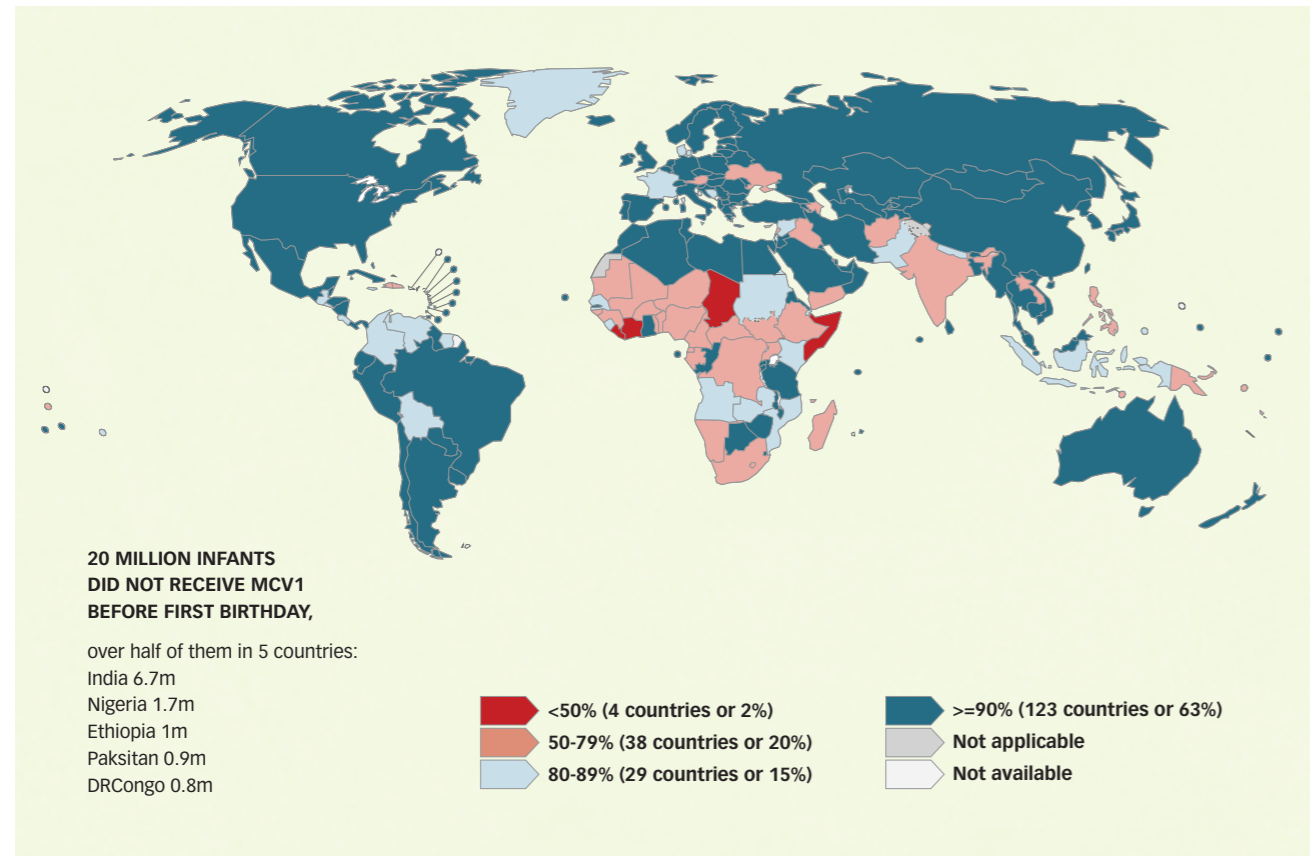 20 MILLION INFANTS
DID NOT RECEIVE MCV1
BEFORE FIRST BIRTHDAY,
over half of them in 5 countries:
India 6.7m
Nigeria 1.7m
Ethiopia 1m
Paksitan 0.9m
DRCongo 0.8m
<50% (4 countries or 2%)
50-79% (38 countries or 20%)
80-89% (29 countries or 15%)
>=90% (123 countries or 63%)
Not applicable
Not available